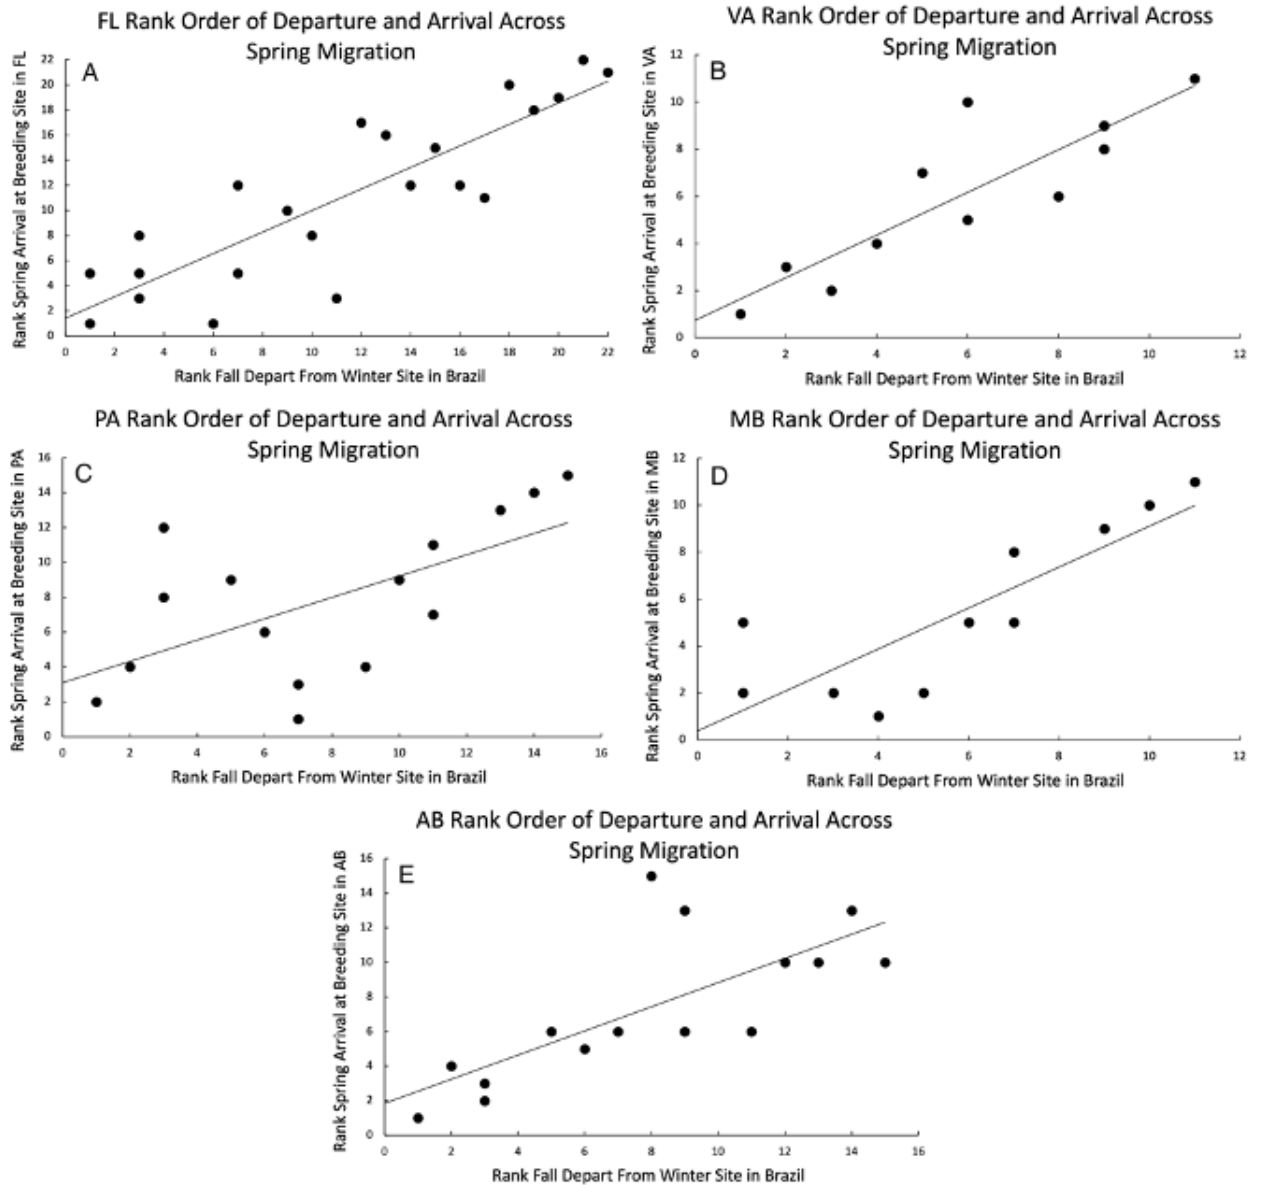 FL Rank Order of Departure and Arrival Across
Spring Migration
A
Rank Spring Arrival at Breeding Site in FL
22
20
18
16
14
12
10
8
6
4
2
0
0 2 4 6 8 10 12 14 16 18 20 22
Rank Fall Depart From Winter Site in Brazil
VA Rank Order of Departure and Arrival Across
Spring Migration
B
Rank Spring Arrival at Breeding Site in VA
12
10
8
6
4
2
0
0 2 4 6 8 10 12
Rank Fall Depart From Winter Site in Brazil
PA Rank Order of Departure and Arrival Across
Spring Migration
C
Rank Spring Arrival at Breeding Site in PA
16
14
12
10
8
6
4
2
0
0 2 4 6 8 10 12 14 16
Rank Fall Depart From Winter Site in Brazil
MB Rank Order of Departure and Arrival Across
Spring Migration
D
Rank Spring Arrival at Breeding Site in MB
12
10
8
6
4
2
0
0 2 4 6 8 10 12
Rank Fall Depart From Winter Site in Brazil
AB Rank Order of Departure and Arrival Across
Spring Migration
E
Rank Spring Arrival at Breeding Site in AB
16
14
12
10
8
6
4
2
0
0 2 4 6 8 10 12 14 16
Rank Fall Depart From Winter Site in Brazil